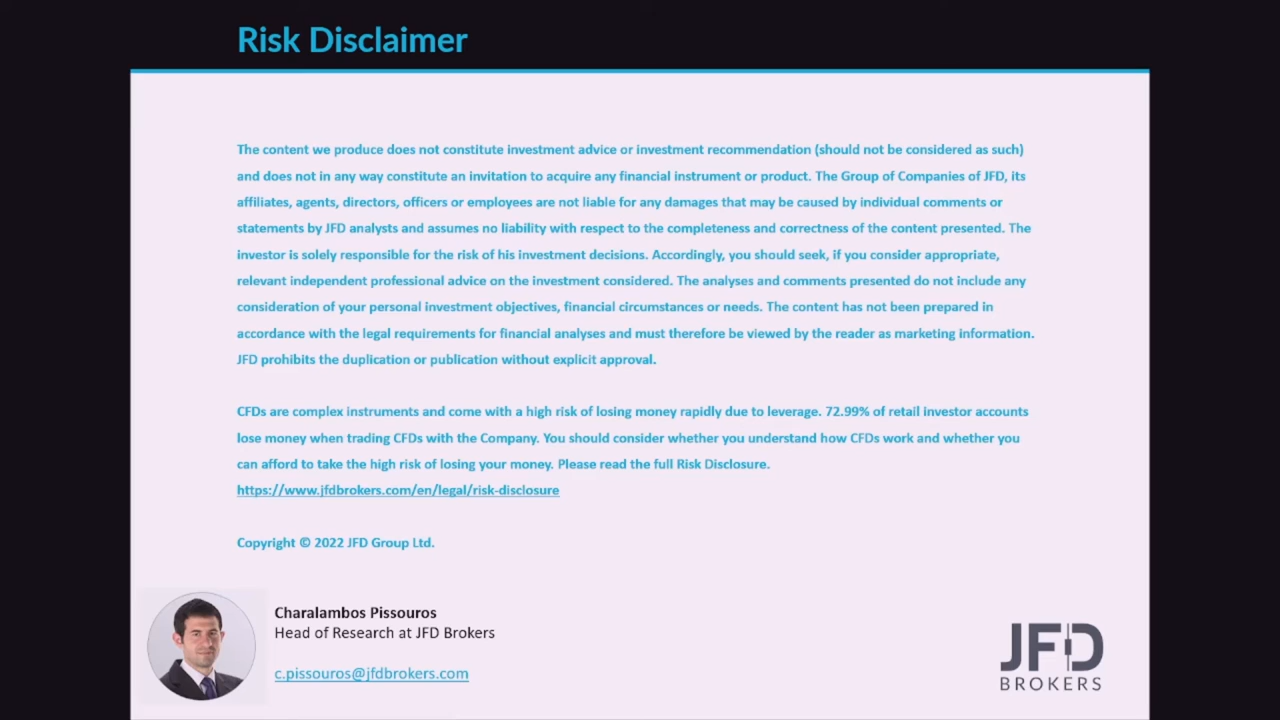 Risk Disclaimer
The content we produce does not constitute investment advice or investment recommendation (should not be considered as such)
and does not in any way constitute an invitation to acquire any financial instrument or product. The Group of Companies of JFD, its
affiliates, agents, directors, officers or employees are not liable for any damages that may be caused by individual comments or
statements by JFD analysts and assumes no liability with respect to the completeness and correctness of the content presented. The
investor is solely responsible for the risk of his investment decisions. Accordingly, you should seek, if you consider appropriate,
relevant independent professional advice on the investment considered. The analyses and comments presented do not include any
consideration of your personal investment objectives, financial circumstances or needs. The content has not been prepared in
accordance with the legal requirements for financial analyses and must therefore be viewed by the reader as marketing information.
JFD prohibits the duplication or publication without explicit approval.
CFDs are complex instruments and come with a high risk of losing money rapidly due to leverage. 72.99% of retail investor accounts
lose money when trading CFDs with the Company. You should consider whether you understand how CFDs work and whether you
can afford to take the high risk of losing your money. Please read the full Risk Disclosure.
https://www.jfdbrokers.com/en/legal/risk-disclosure
Copyright © 2022 JFD Group Ltd.
Charalambos Pissouros
Head of Research at JFD Brokers
c.pissouros@jfdbrokers.com
JFD
BROKERS